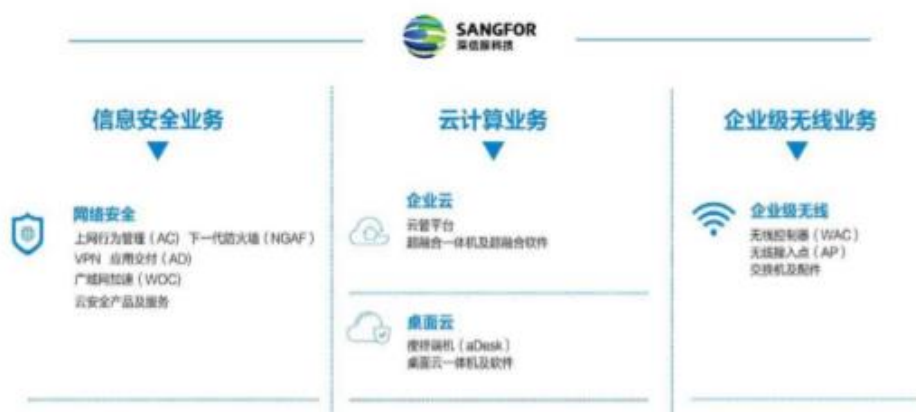 SANGFOR
深信服科技
信息安全业务
网络安全
上网行为管理（AC） 下一代防火墙（NGAF）
VPN 应用交付（AD）
广域网加速（WOC）
云安全产品及服务
云计算业务
企业云
云管平台
超融合一体机及超融合软件
桌面云
瘦终端机（aDesk）
桌面云一体机及软件
企业级无线业务
企业级无线
无线控制器（WAC）
无线接入点（AP）
交换机及配件